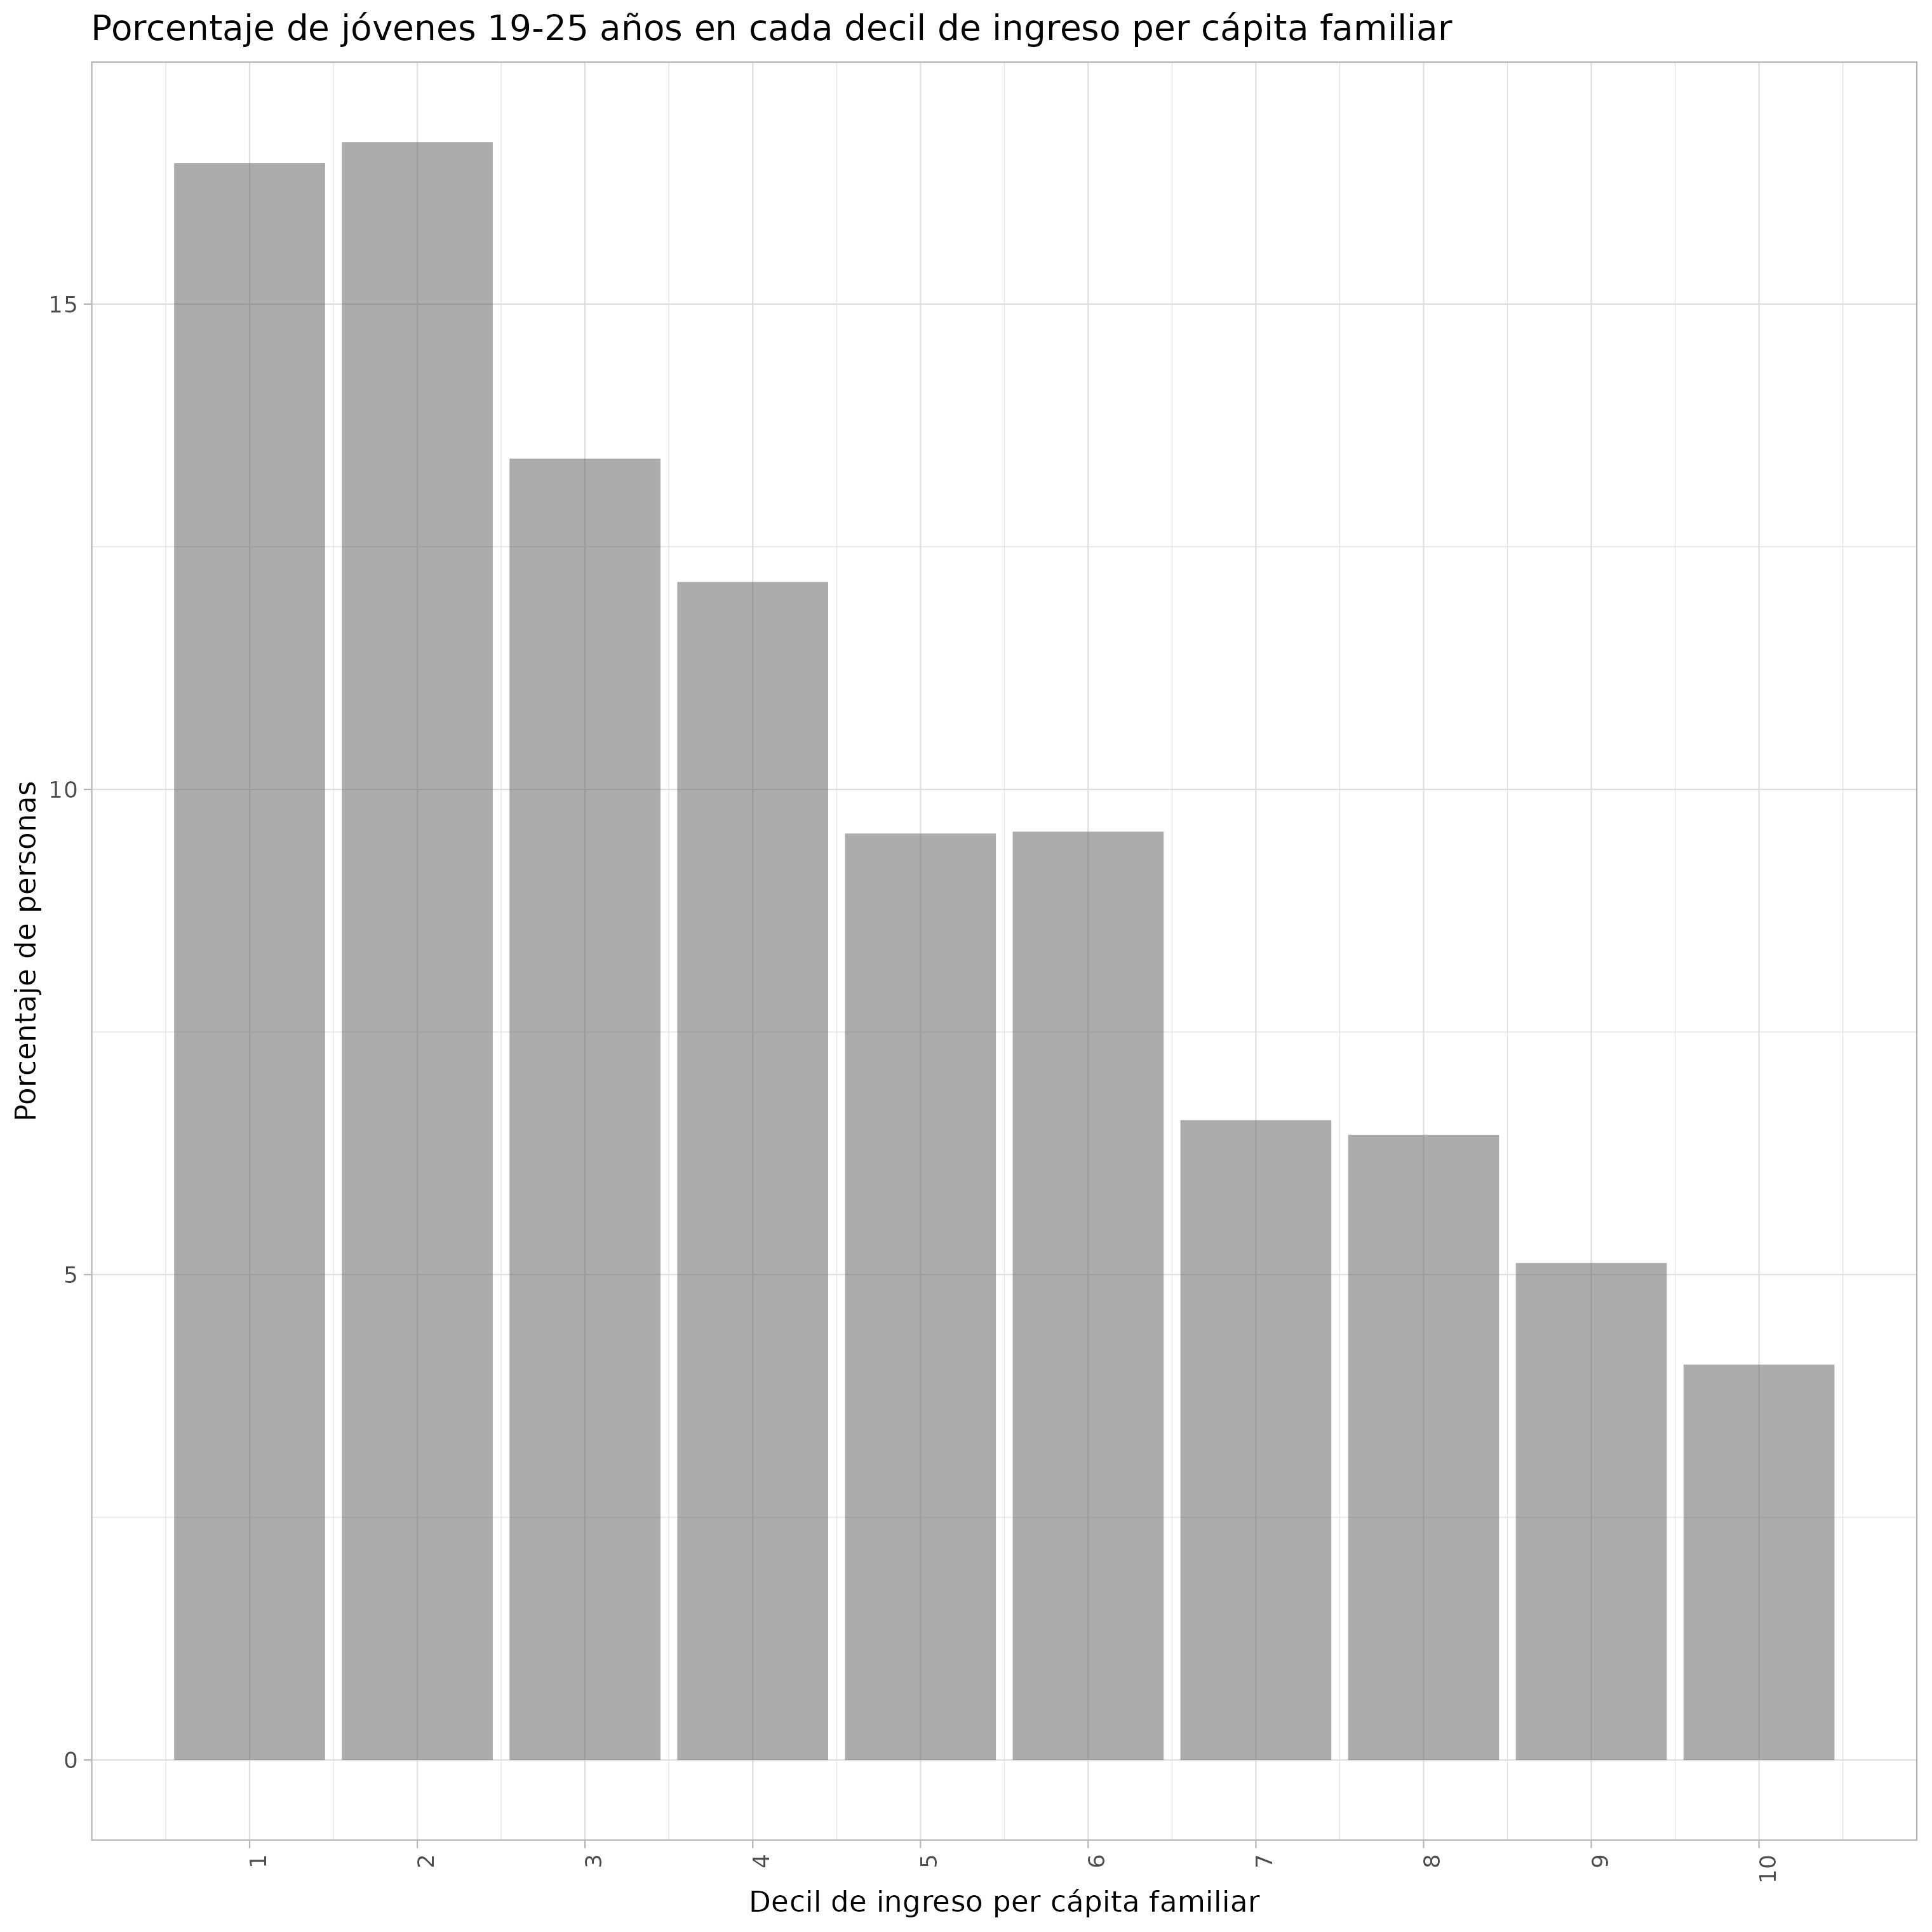 Porcentaje de jóvenes 19-25 años en cada decil de ingreso per cápita familiar
Porcentaje de personas
15
10
5
0
1 2 3 4 5 6 7 8 9 10
Decil de ingreso per cápita familiar